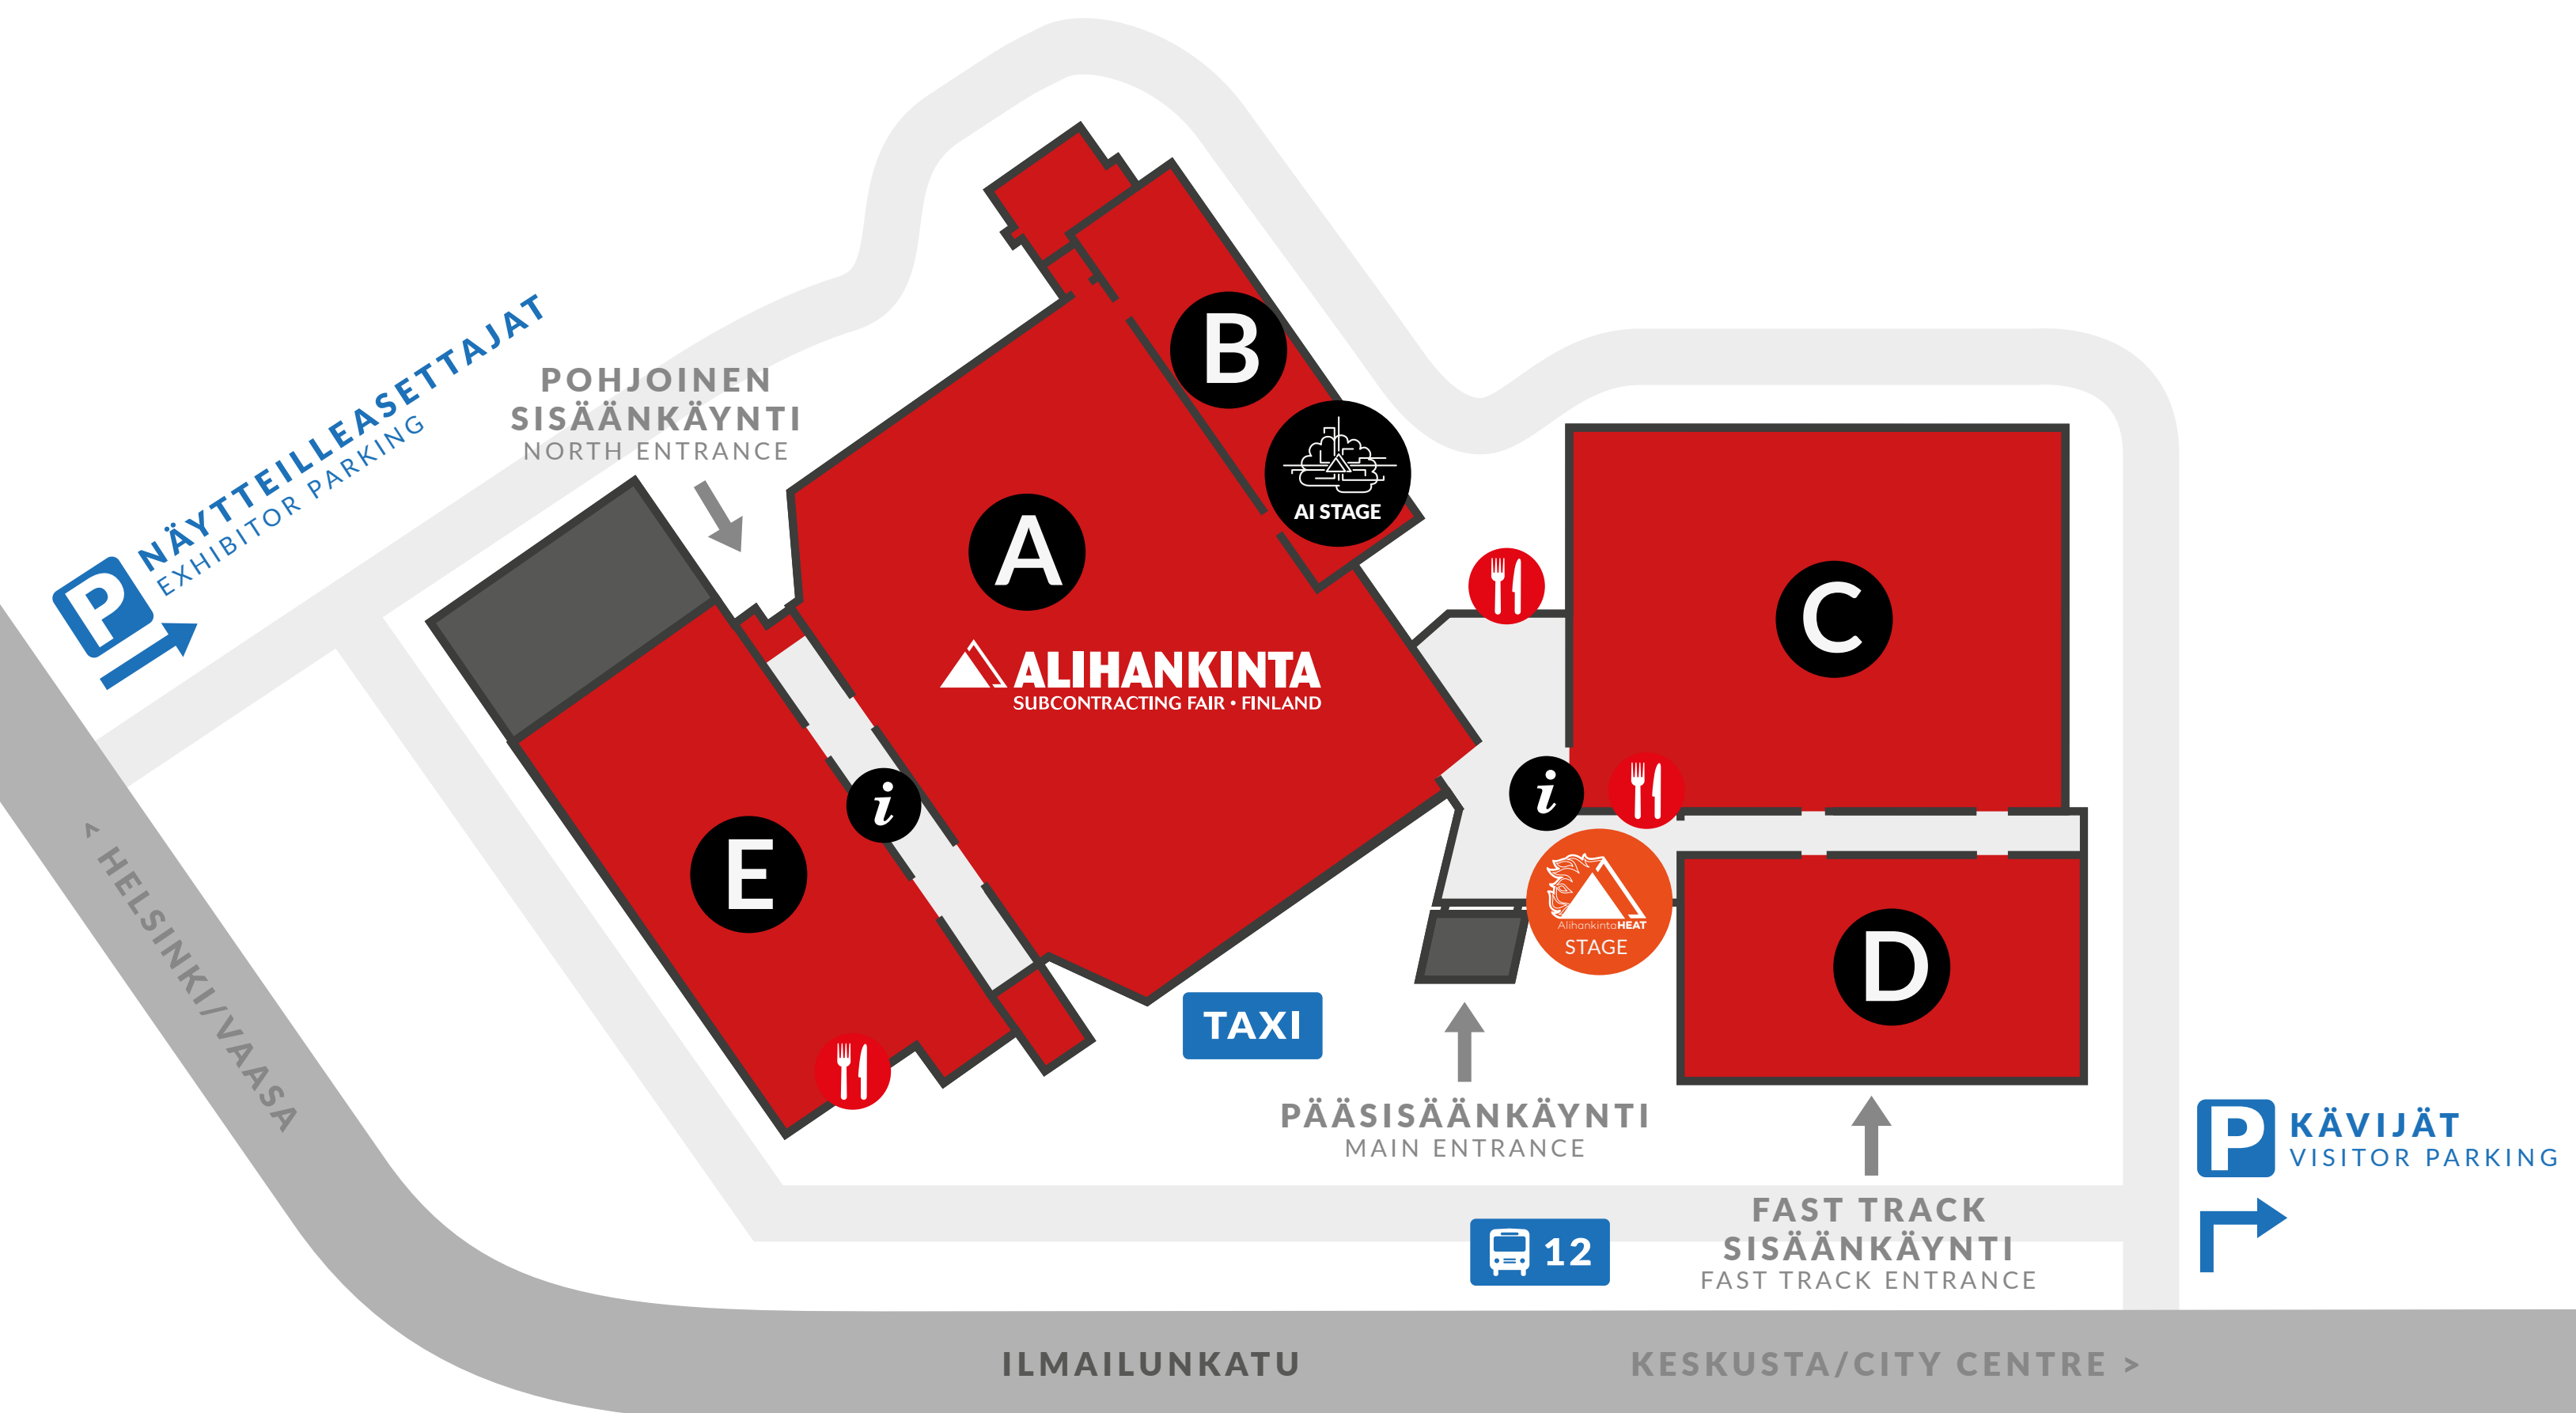 P NÄYTTEILLEASETTAJAT
EXHIBITOR PARKING
POHJOINEN
SISÄÄNKÄYNTI
NORTH ENTRANCE
B
AI STAGE
A
ALIHANKINTA
SUBCONTRACTING FAIR • FINLAND
C
i
i
E
AlihankintaHEAT
STAGE
D
TAXI
PÄÄSISÄÄNKÄYNTI
MAIN ENTRANCE
P KÄVIJÄT
VISITOR PARKING
12
FAST TRACK
SISÄÄNKÄYNTI
FAST TRACK ENTRANCE
< HELSINKI/VAASA
ILMAILUNKATU
KESKUSTA/CITY CENTRE >